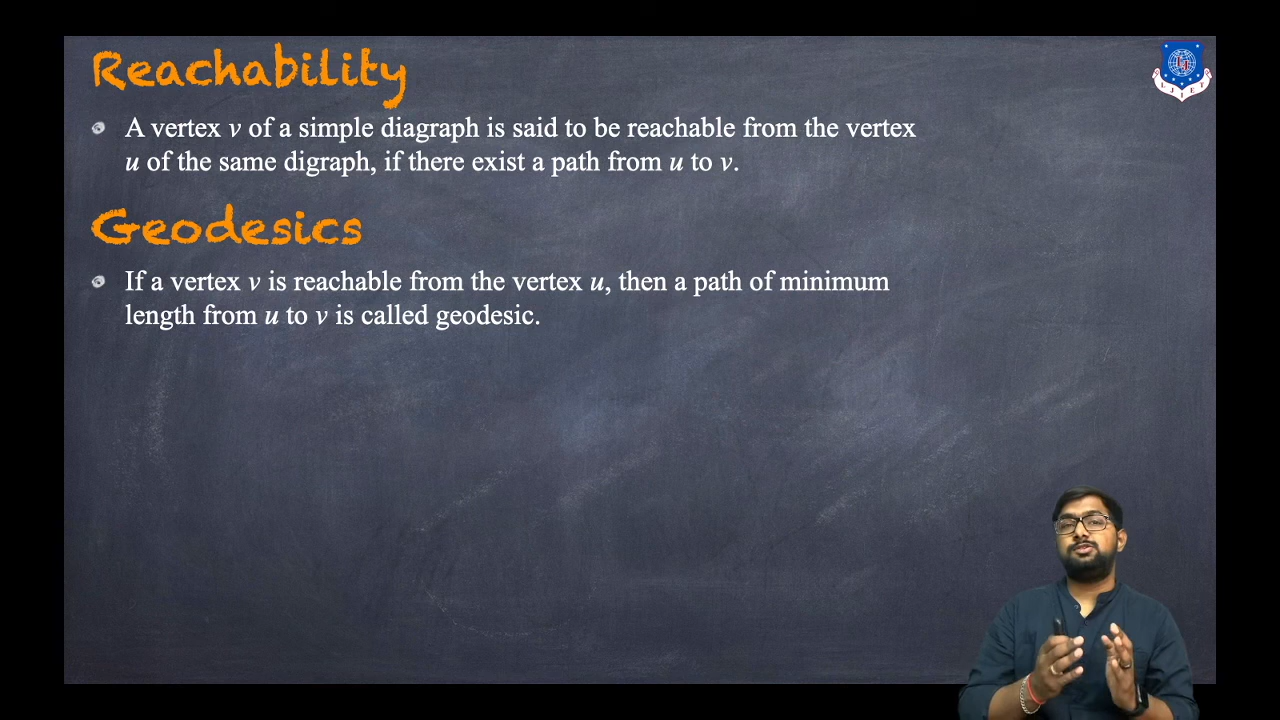 Reachability
A vertex v of a simple diagraph is said to be reachable from the vertex
u of the same digraph, if there exist a path from u to v.
Geodesics
If a vertex v is reachable from the vertex u, then a path of minimum
length from u to v is called geodesic.